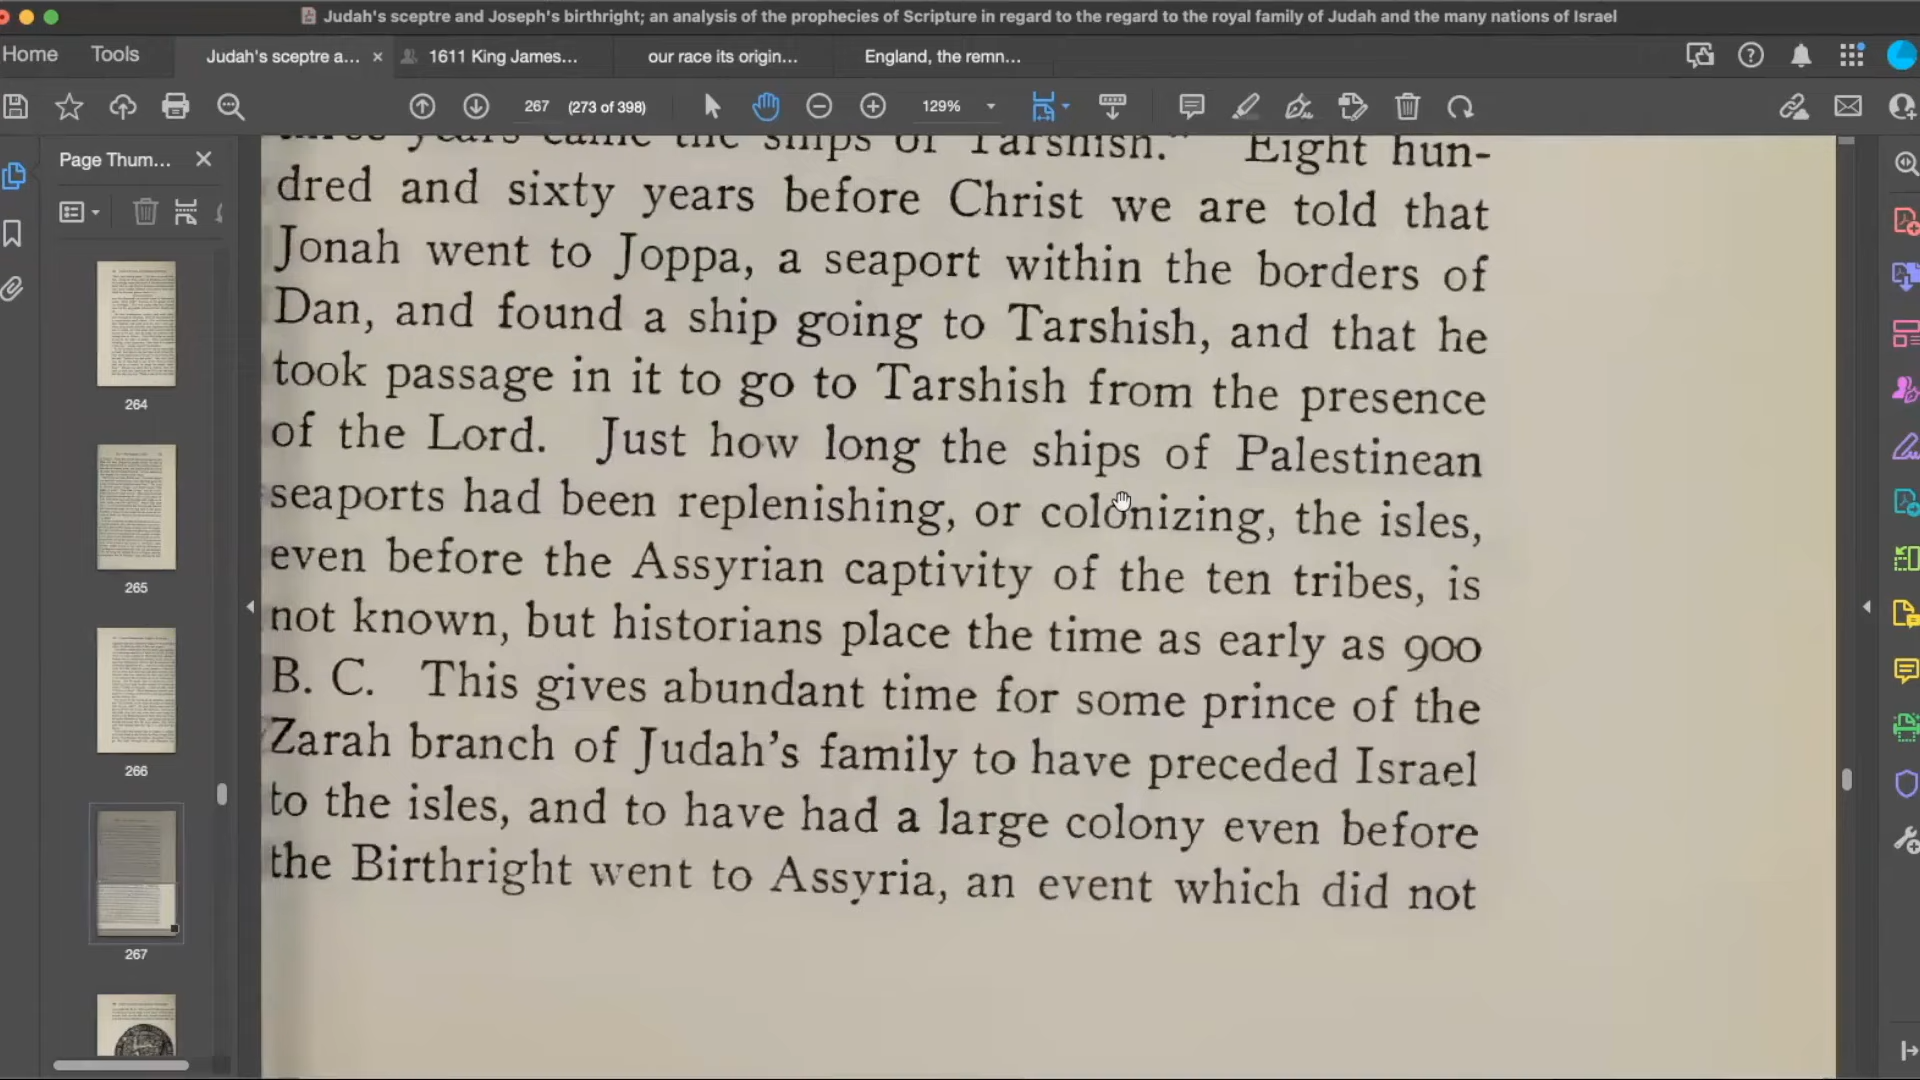 Judah's sceptre and Joseph's birthright; an analysis of the prophecies of Scripture in regard to the regard to the royal family of Judah and the many nations of Israel
Home
Tools
Judah's sceptre a...
1611 King James...
our race its origin...
England, the remn...
267
(273 of 398)
129%
Page Thum...
264
265
266
267
three years came the ships of Tarshish." Eight hun-
dred and sixty years before Christ we are told that
Jonah went to Joppa, a seaport within the borders of
Dan, and found a ship going to Tarshish, and that he
took passage in it to go to Tarshish from the presence
of the Lord. Just how long the ships of Palestinean
seaports had been replenishing, or colonizing, the isles,
even before the Assyrian captivity of the ten tribes, is
not known, but historians place the time as early as 900
B. C. This gives abundant time for some prince of the
Zarah branch of Judah's family to have preceded Israel
to the isles, and to have had a large colony even before
the Birthright went to Assyria, an event which did not